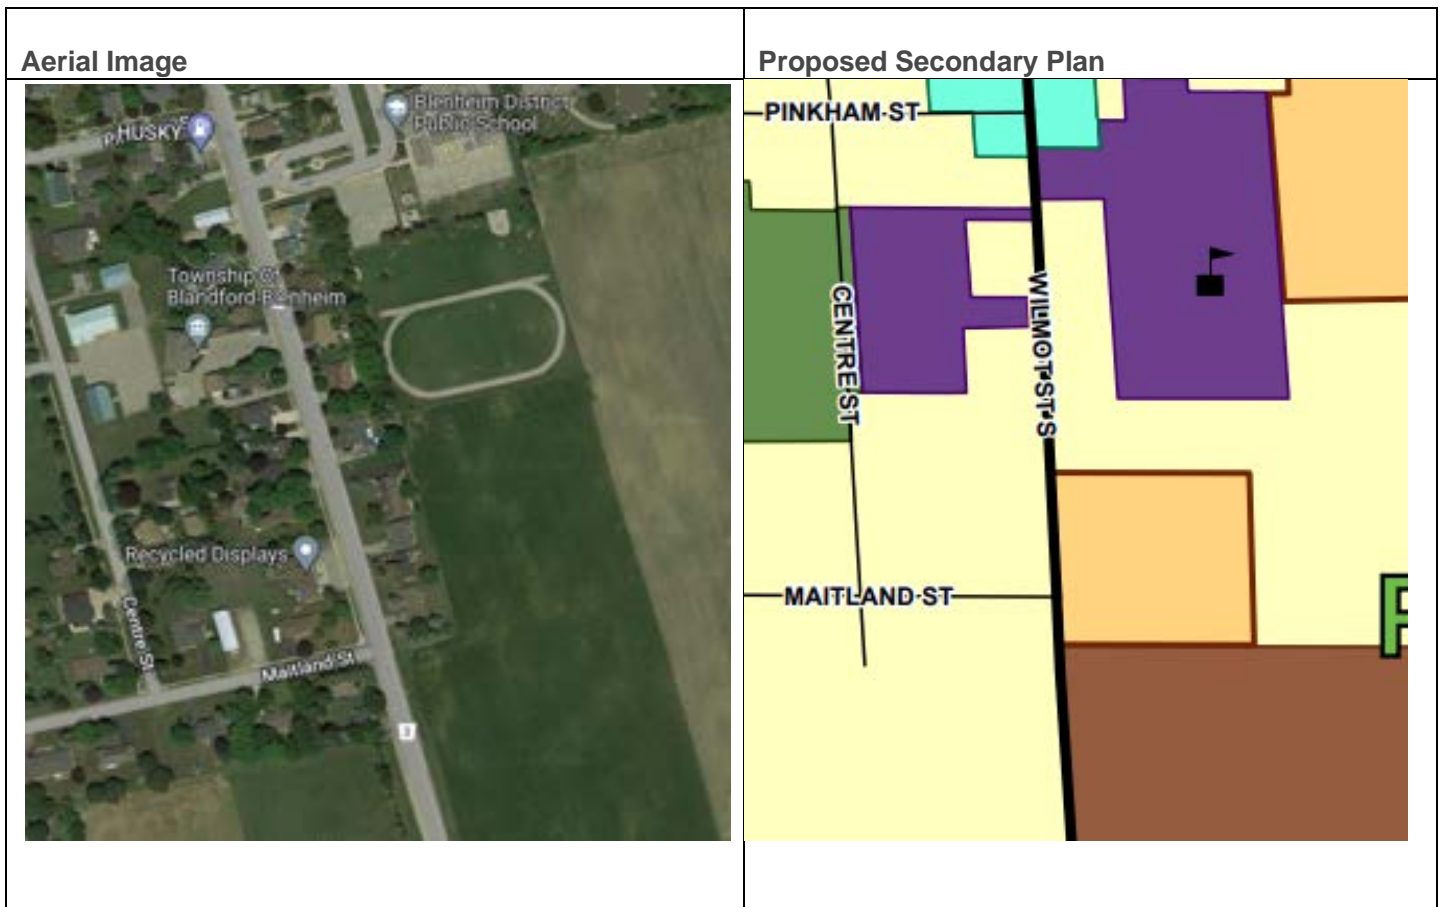 Aerial Image
Proposed Secondary Plan
HUSKY
Blenheim District
Public School
Township Of
Blandford-Blenheim
Recycled Displays
Centre St
Maitland St
3
PINKHAM ST
CENTRE ST
WILMOT ST S
MAITLAND ST
P